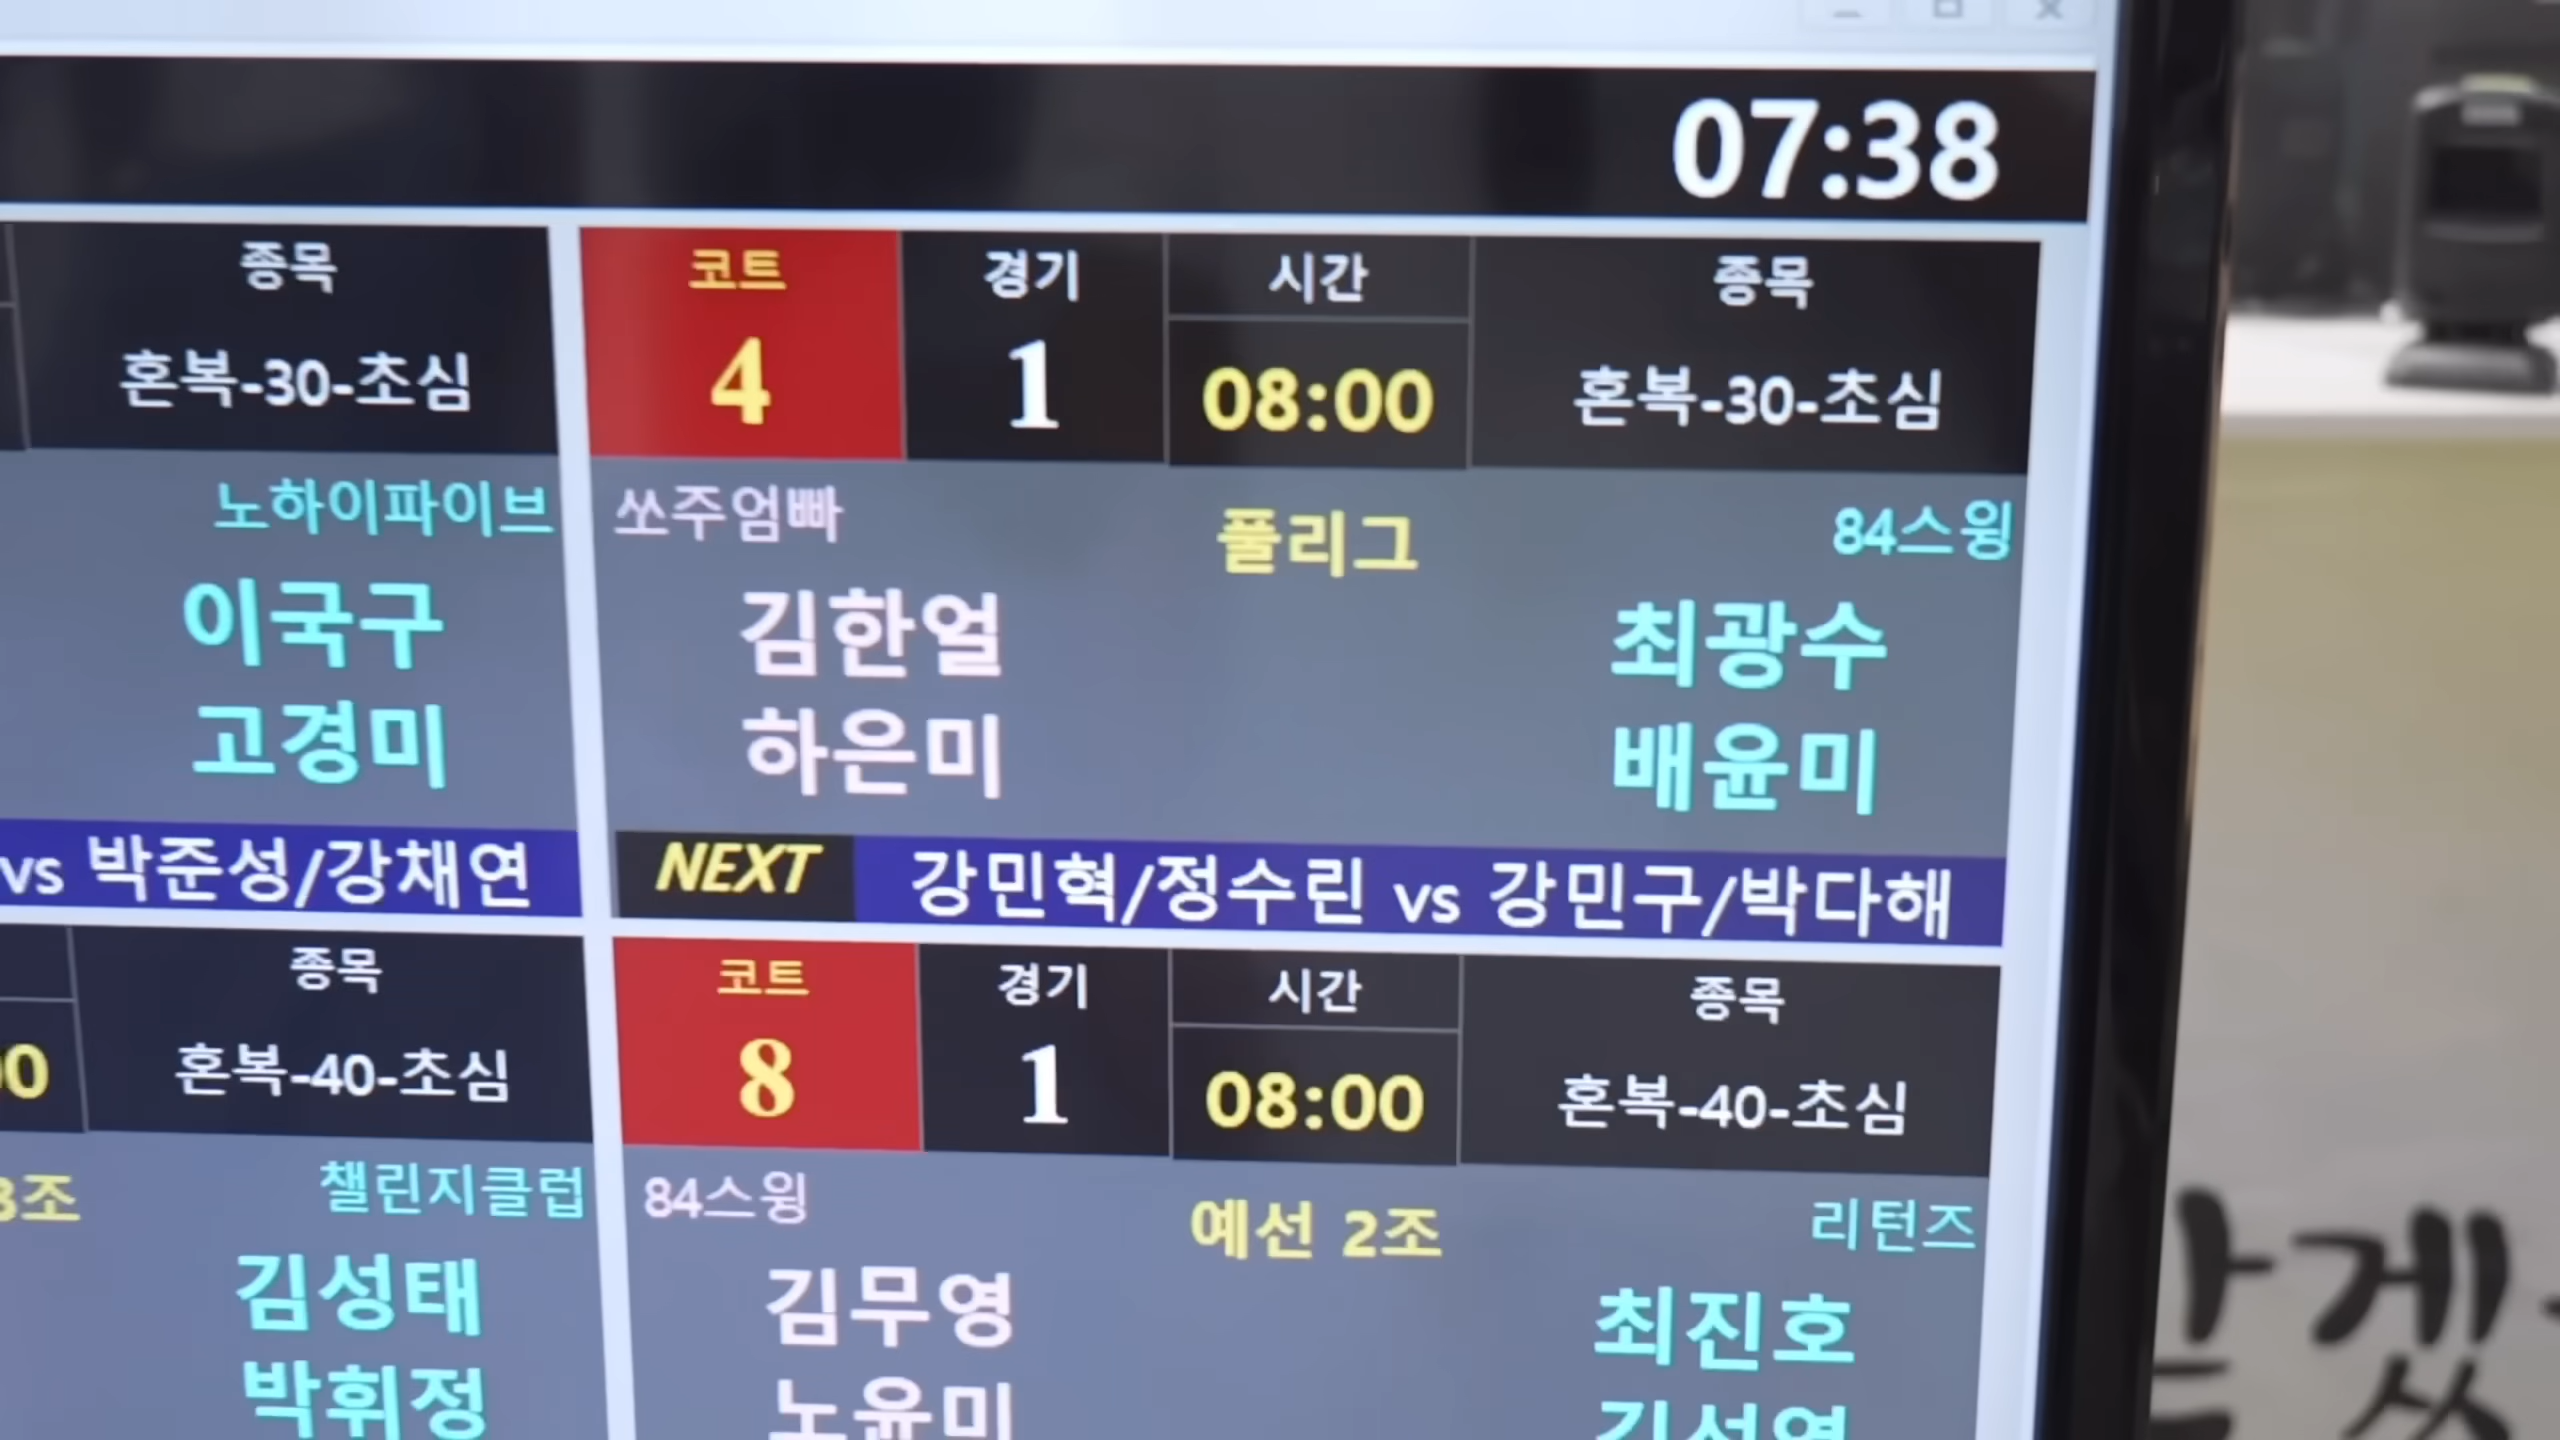 07:38
종목
혼복-30-초심
노하이파이브
이국구
고경미
vs 박준성/강채연
코트 경기 시간 종목
4 1 08:00 혼복-30-초심
쏘주엄빠 풀리그 84스윙
김한얼 최광수
하은미 배윤미
NEXT 강민혁/정수린 vs 강민구/박다해
종목
혼복-40-초심
3조 챌린지클럽
김성태
박휘정
코트 경기 시간 종목
8 1 08:00 혼복-40-초심
84스윙 예선 2조 리턴즈
김무영 최진호
노윤미